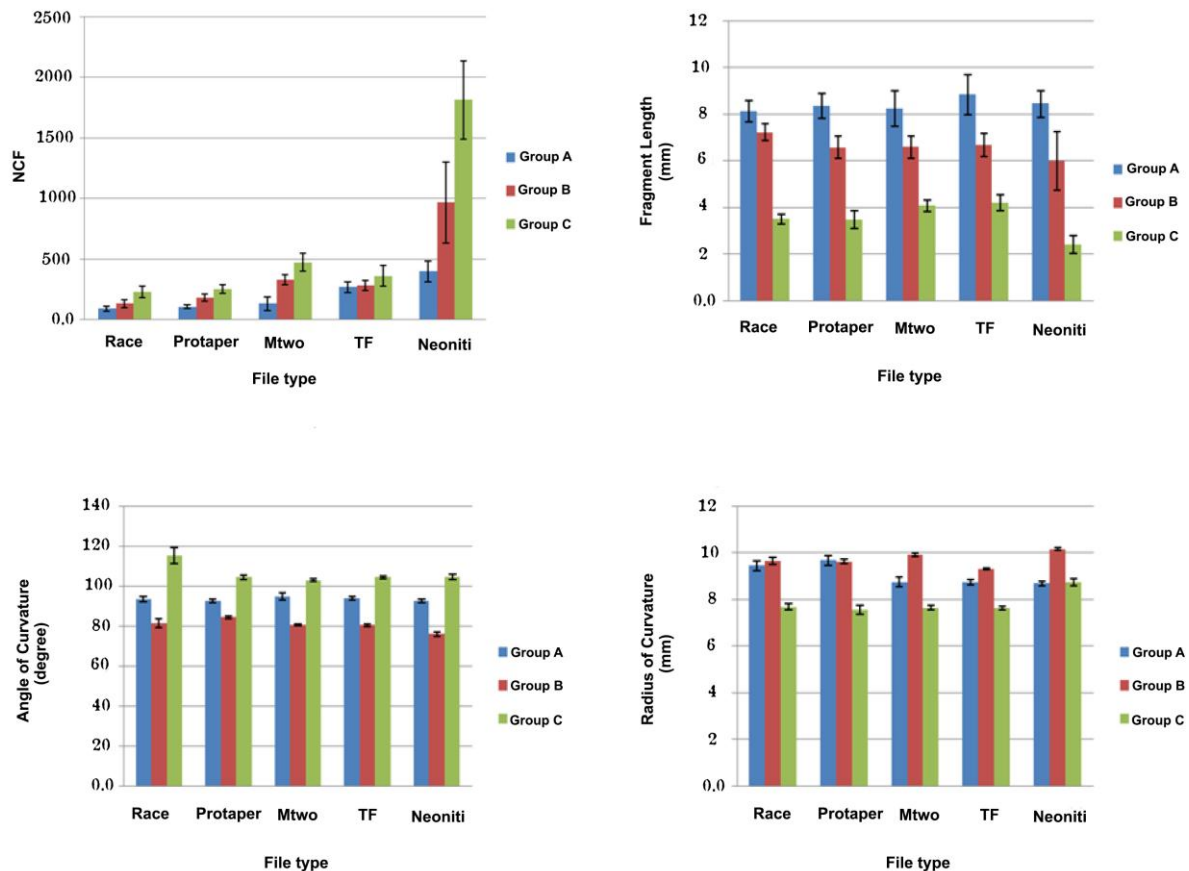 2500
2000
1500
1000
500
0.0
NCF
Race Protaper Mtwo TF Neoniti
File type
Group A
Group B
Group C
12
10
8
6
4
2
0.0
Fragment Length
(mm)
Race Protaper Mtwo TF Neoniti
File type
Group A
Group B
Group C
140
120
100
80
60
40
20
0.0
Angle of Curvature
(degree)
Race Protaper Mtwo TF Neoniti
File type
Group A
Group B
Group C
12
10
8
6
4
2
0.0
Radius of Curvature
(mm)
Race Protaper Mtwo TF Neoniti
File type
Group A
Group B
Group C